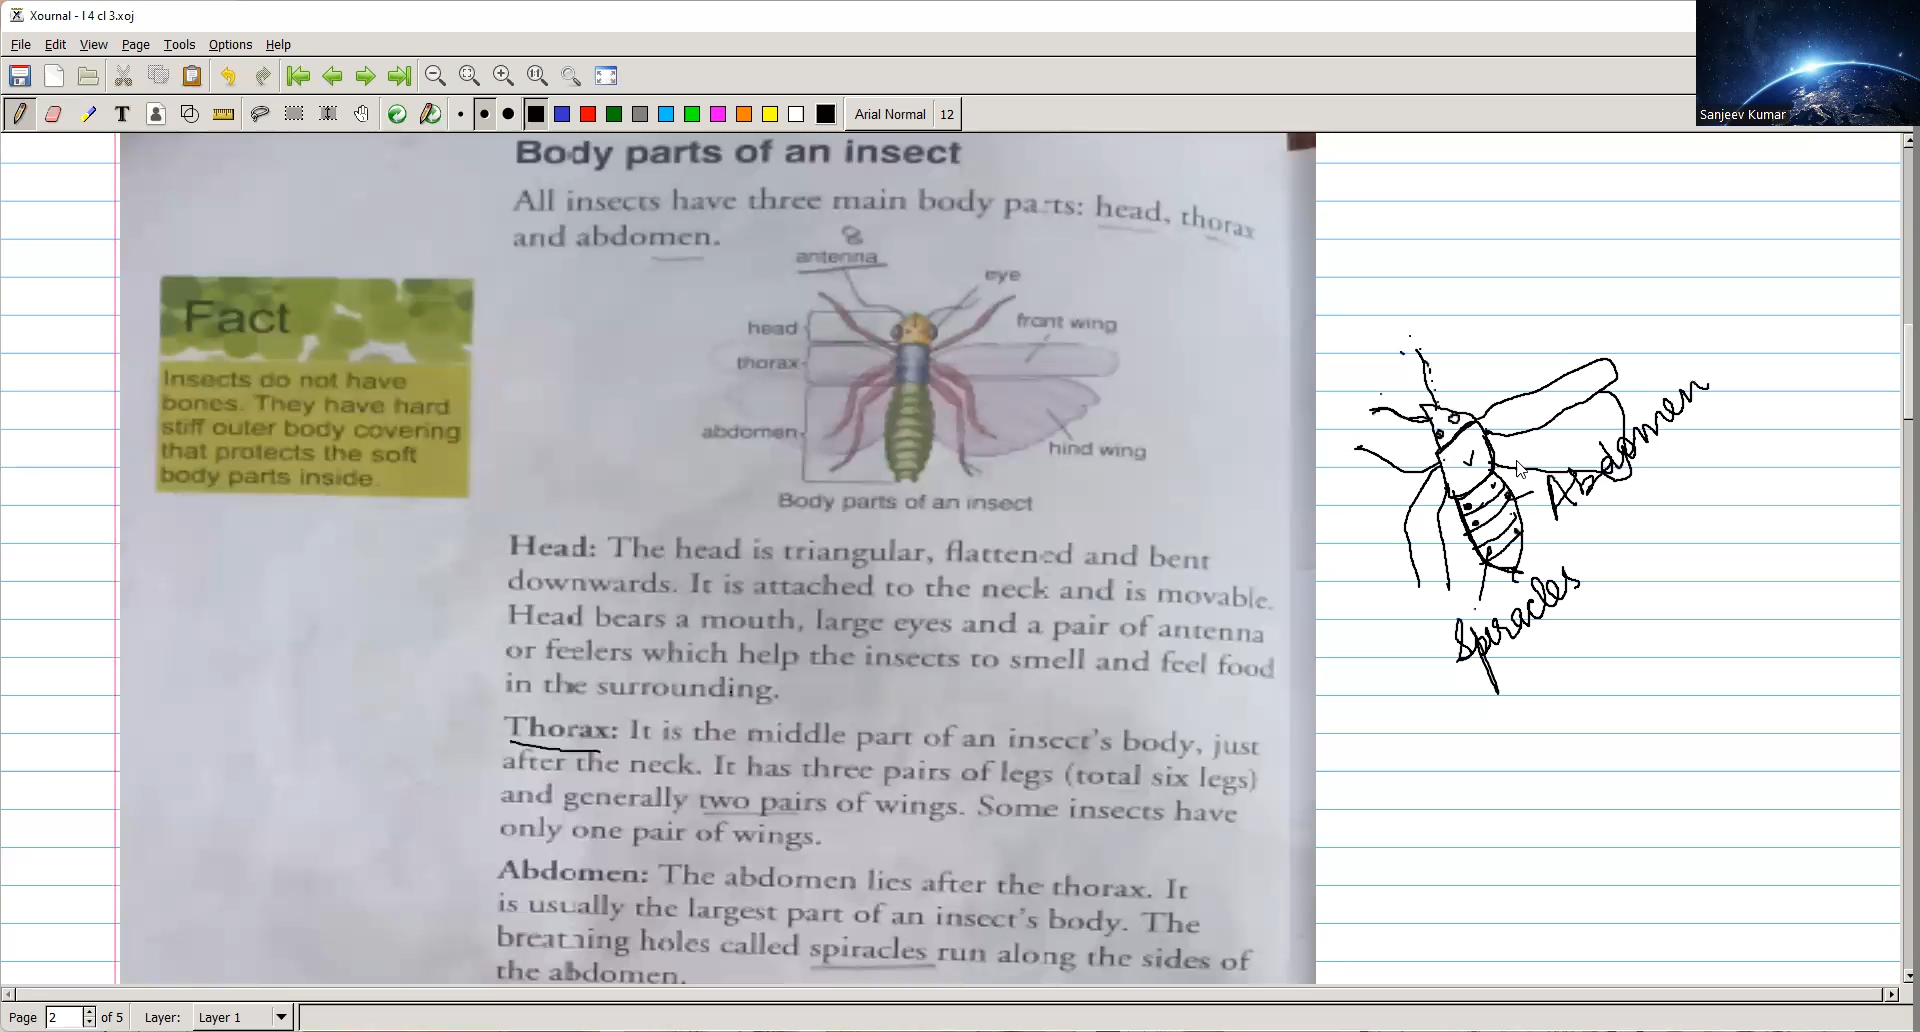 Xournal - l 4 cl 3.xoj
File Edit View Page Tools Options Help
Arial Normal 12
Sanjeev Kumar
Body parts of an insect
All insects have three main body parts: head, thorax
and abdomen.
8
antenna
eye
head
front wing
thorax
abdomen
hind wing
Body parts of an insect
Fact
Insects do not have
bones. They have hard
stiff outer body covering
that protects the soft
body parts inside.
Head: The head is triangular, flattened and bent
downwards. It is attached to the neck and is movable.
Head bears a mouth, large eyes and a pair of antenna
or feelers which help the insects to smell and feel food
in the surrounding.
Thorax: It is the middle part of an insect's body, just
after the neck. It has three pairs of legs (total six legs)
and generally two pairs of wings. Some insects have
only one pair of wings.
Abdomen: The abdomen lies after the thorax. It
is usually the largest part of an insect's body. The
breathing holes called spiracles run along the sides of
the abdomen.
Abdomen
Spiracles
Page 2 of 5 Layer: Layer 1